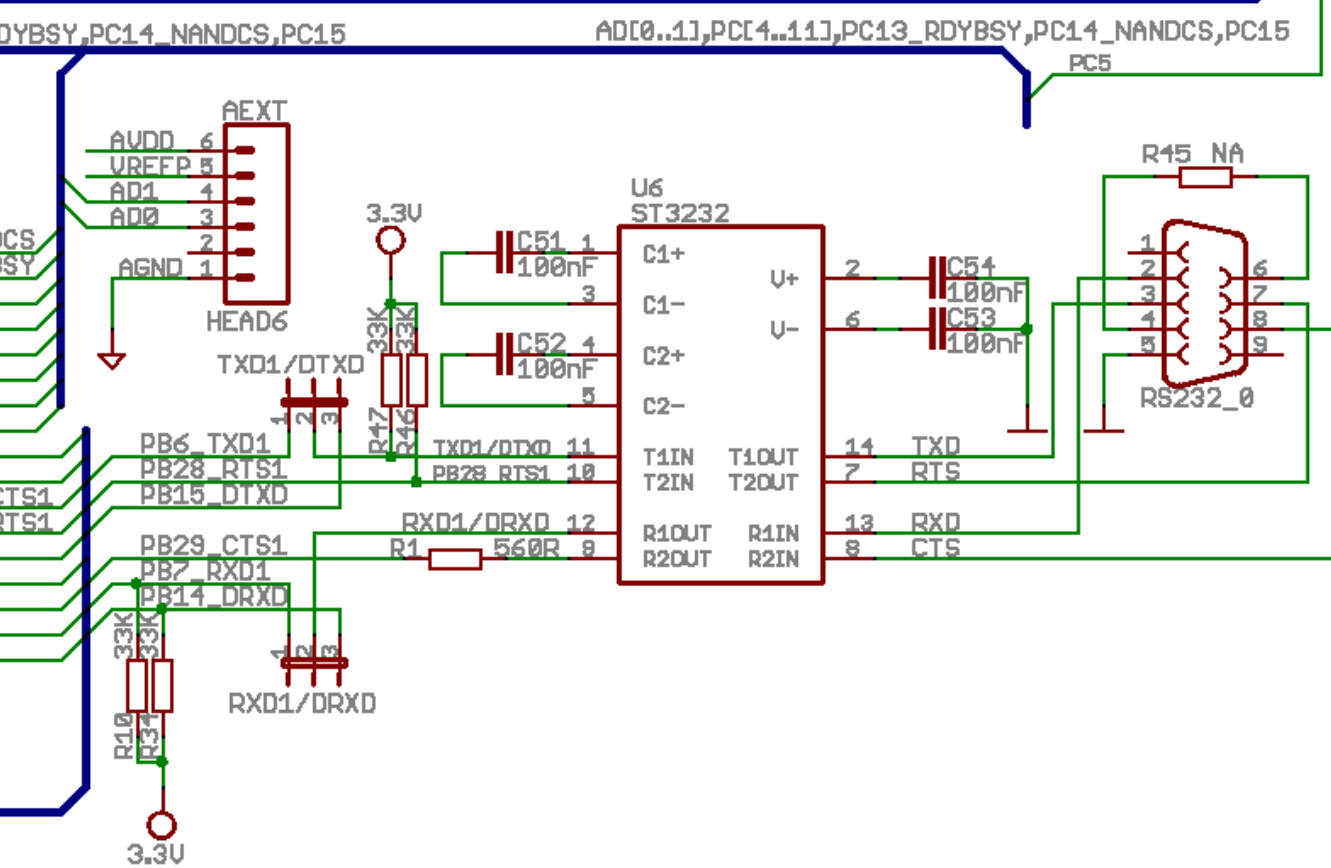 DYBSY,PC14_NANDCS,PC15
AD[0..1],PC[4..11],PC13_RDYBSY,PC14_NANDCS,PC15
PC5
AEXT
AVDD 6
VREFP 5
AD1 4
AD0 3
2
AGND 1
HEAD6
DCS
BSY
3.3V
33K
33K
R47
R46
TXD1/DTXD
1
2
3
C51
100nF
C52
100nF
U6
ST3232
1 C1+
3 C1-
4 C2+
5 C2-
V+ 2
V- 6
C54
100nF
C53
100nF
R45 NA
1
2
3
4
5
6
7
8
9
RS232_0
PB6_TXD1
PB28_RTS1
PB15_DTXD
CTS1
RTS1
TXD1/DTXD 11 T1IN
PB28_RTS1 10 T2IN
RXD1/DRXD 12 R1OUT
R1 560R 9 R2OUT
T1OUT 14 TXD
T2OUT 7 RTS
R1IN 13 RXD
R2IN 8 CTS
PB29_CTS1
PB7_RXD1
PB14_DRXD
33K
33K
R10
R34
1
2
3
RXD1/DRXD
3.3V